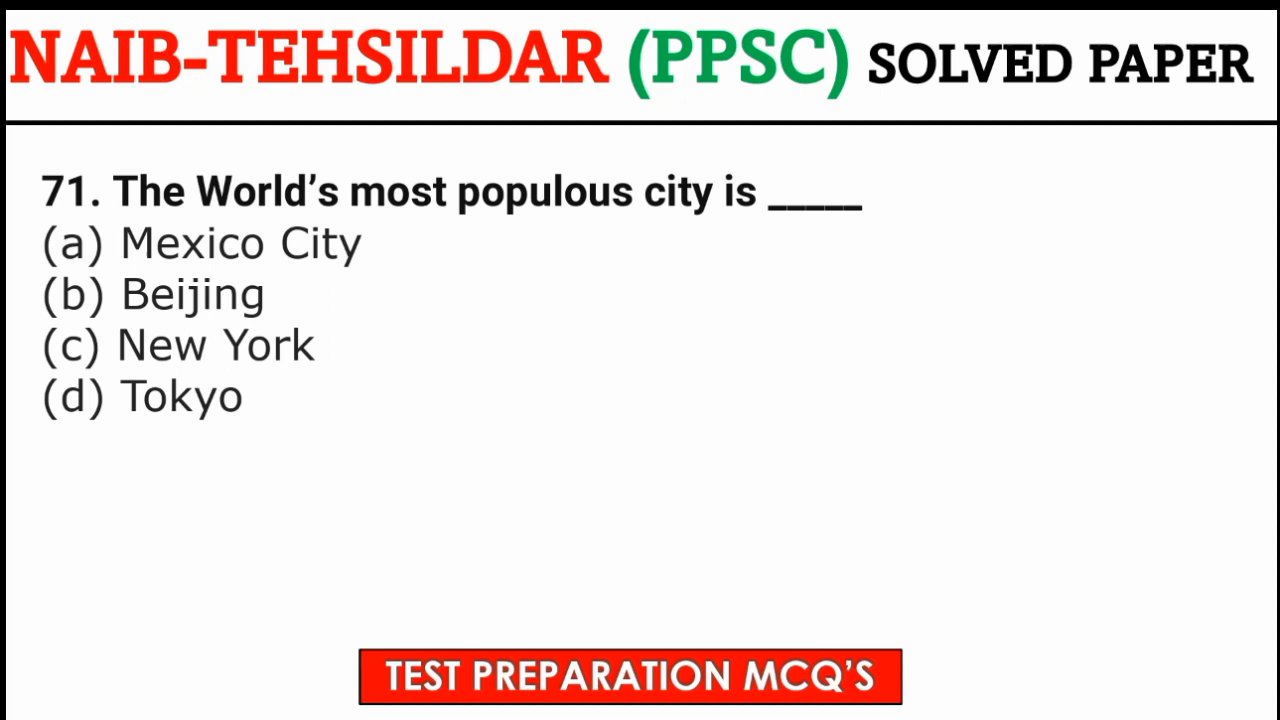 NAIB-TEHSILDAR (PPSC) SOLVED PAPER
71. The World’s most populous city is _____
(a) Mexico City
(b) Beijing
(c) New York
(d) Tokyo
TEST PREPARATION MCQ’S